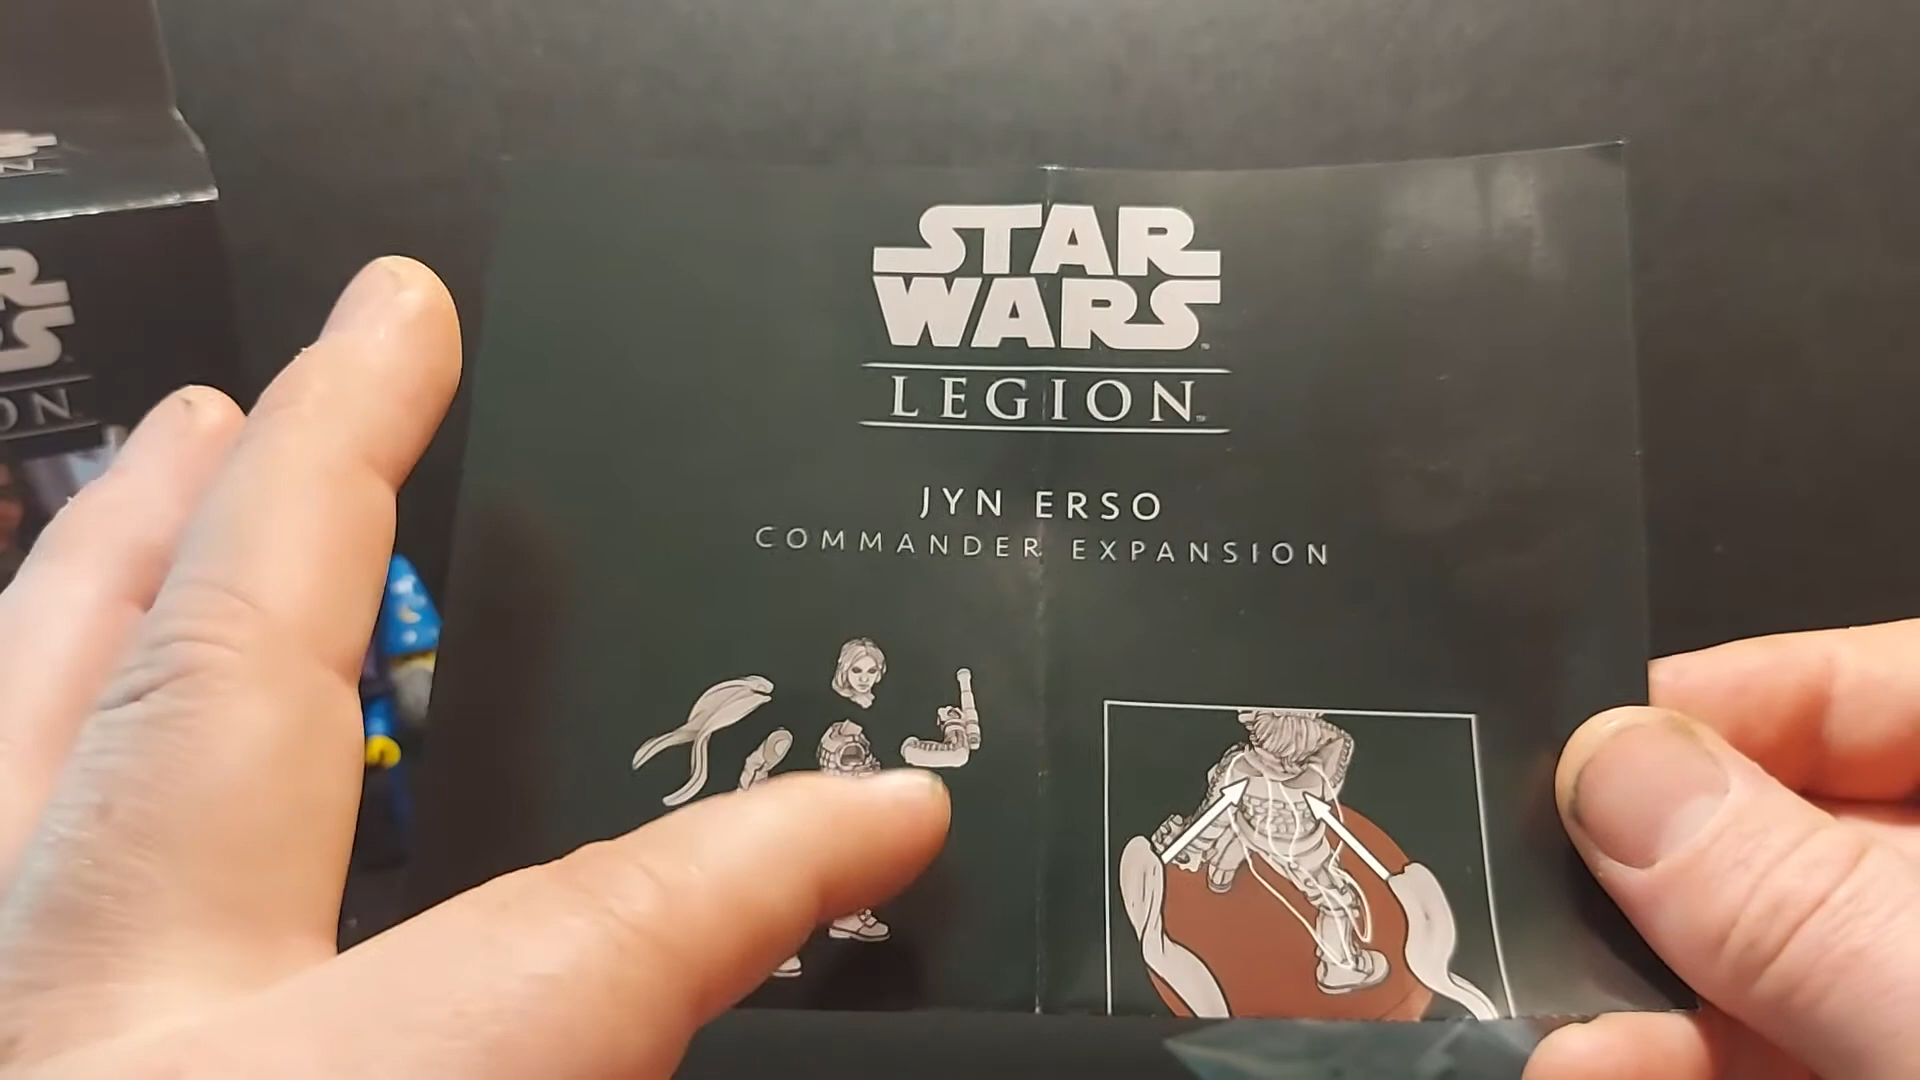 STAR
WARS
LEGION
JYN ERSO
COMMANDER EXPANSION